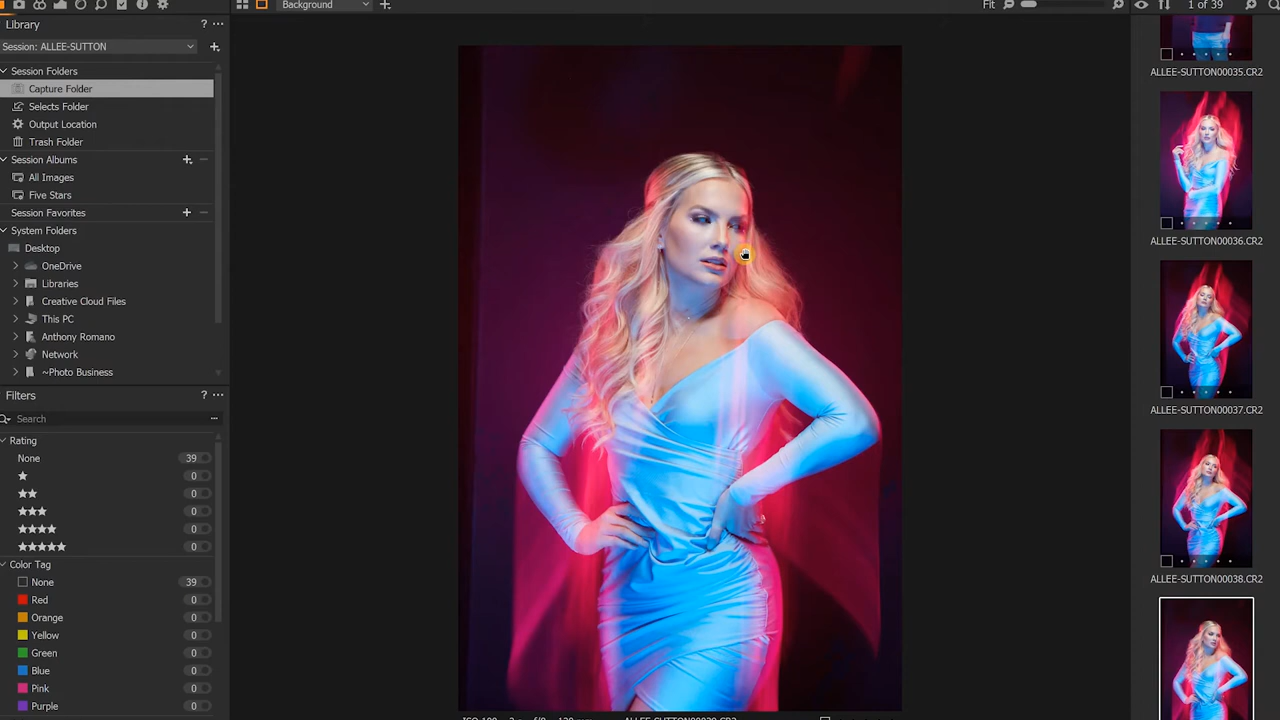 Background
Fit
1 of 39
Library
?
Session: ALLEE-SUTTON
Session Folders
Capture Folder
Selects Folder
Output Location
Trash Folder
Session Albums
All Images
Five Stars
Session Favorites
System Folders
Desktop
OneDrive
Libraries
Creative Cloud Files
This PC
Anthony Romano
Network
~Photo Business
Filters
?
Search
Rating
None 39
★ 0
★★ 0
★★★ 0
★★★★ 0
★★★★★ 0
Color Tag
None 39
Red 0
Orange 0
Yellow 0
Green 0
Blue 0
Pink 0
Purple 0
ALLEE-SUTTON00035.CR2
ALLEE-SUTTON00036.CR2
ALLEE-SUTTON00037.CR2
ALLEE-SUTTON00038.CR2